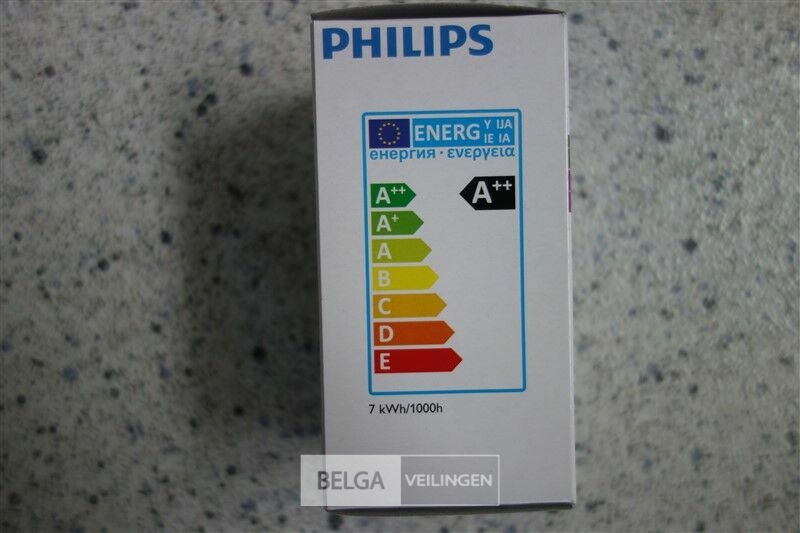 PHILIPS
ENERG Y IJA
IE IA
енергия · ενεργεια
A++ A++
A+
A
B
C
D
E
7 kWh/1000h
BELGA VEILINGEN